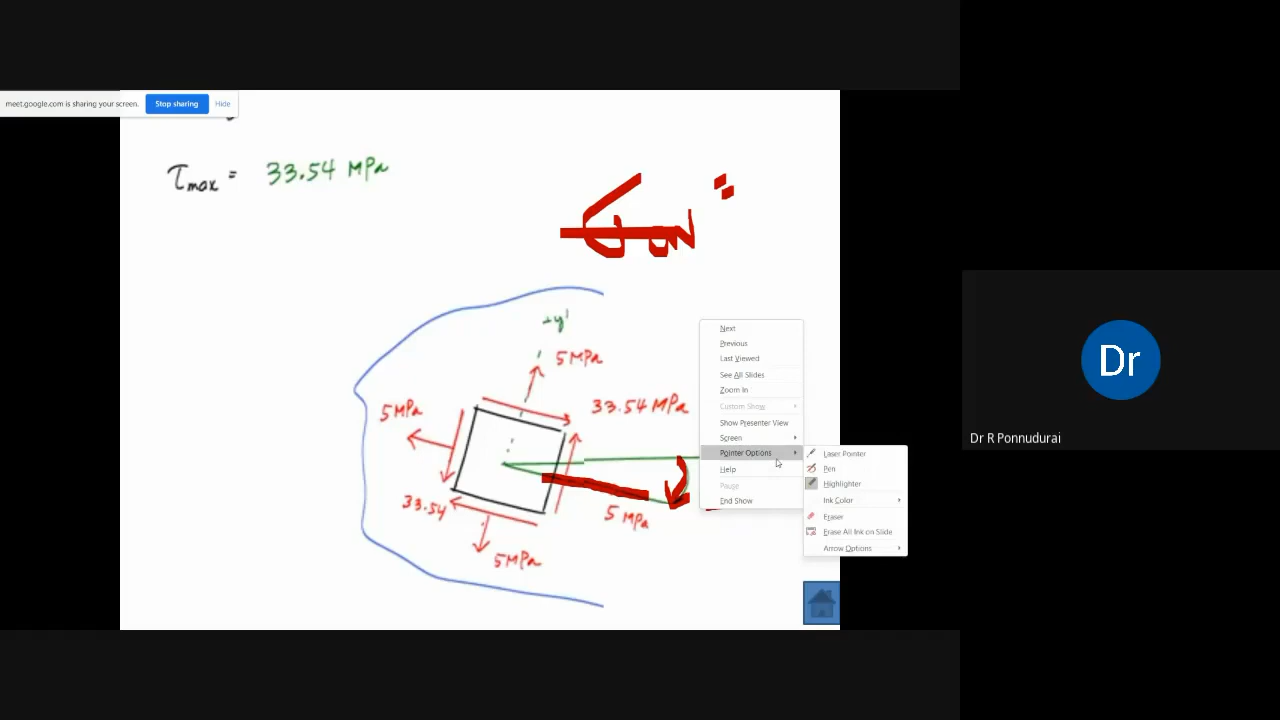 meet.google.com is sharing your screen. Stop sharing Hide
τmax = 33.54 MPa
+y'
5 MPa
5 MPa
33.54 MPa
33.54
5 MPa
5 MPa
Next
Previous
Last Viewed
See All Slides
Zoom In
Custom Show
Show Presenter View
Screen
Pointer Options
Help
Pause
End Show
Laser Pointer
Pen
Highlighter
Ink Color
Eraser
Erase All Ink on Slide
Arrow Options
Dr
Dr R Ponnudurai